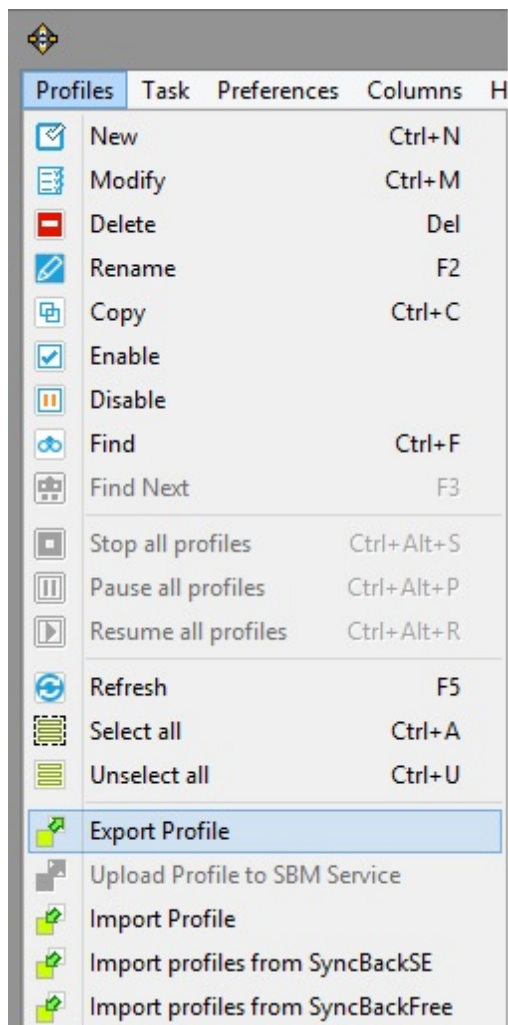 Profiles Task Preferences Columns H
New Ctrl+N
Modify Ctrl+M
Delete Del
Rename F2
Copy Ctrl+C
Enable
Disable
Find Ctrl+F
Find Next F3
Stop all profiles Ctrl+Alt+S
Pause all profiles Ctrl+Alt+P
Resume all profiles Ctrl+Alt+R
Refresh F5
Select all Ctrl+A
Unselect all Ctrl+U
Export Profile
Upload Profile to SBM Service
Import Profile
Import profiles from SyncBackSE
Import profiles from SyncBackFree